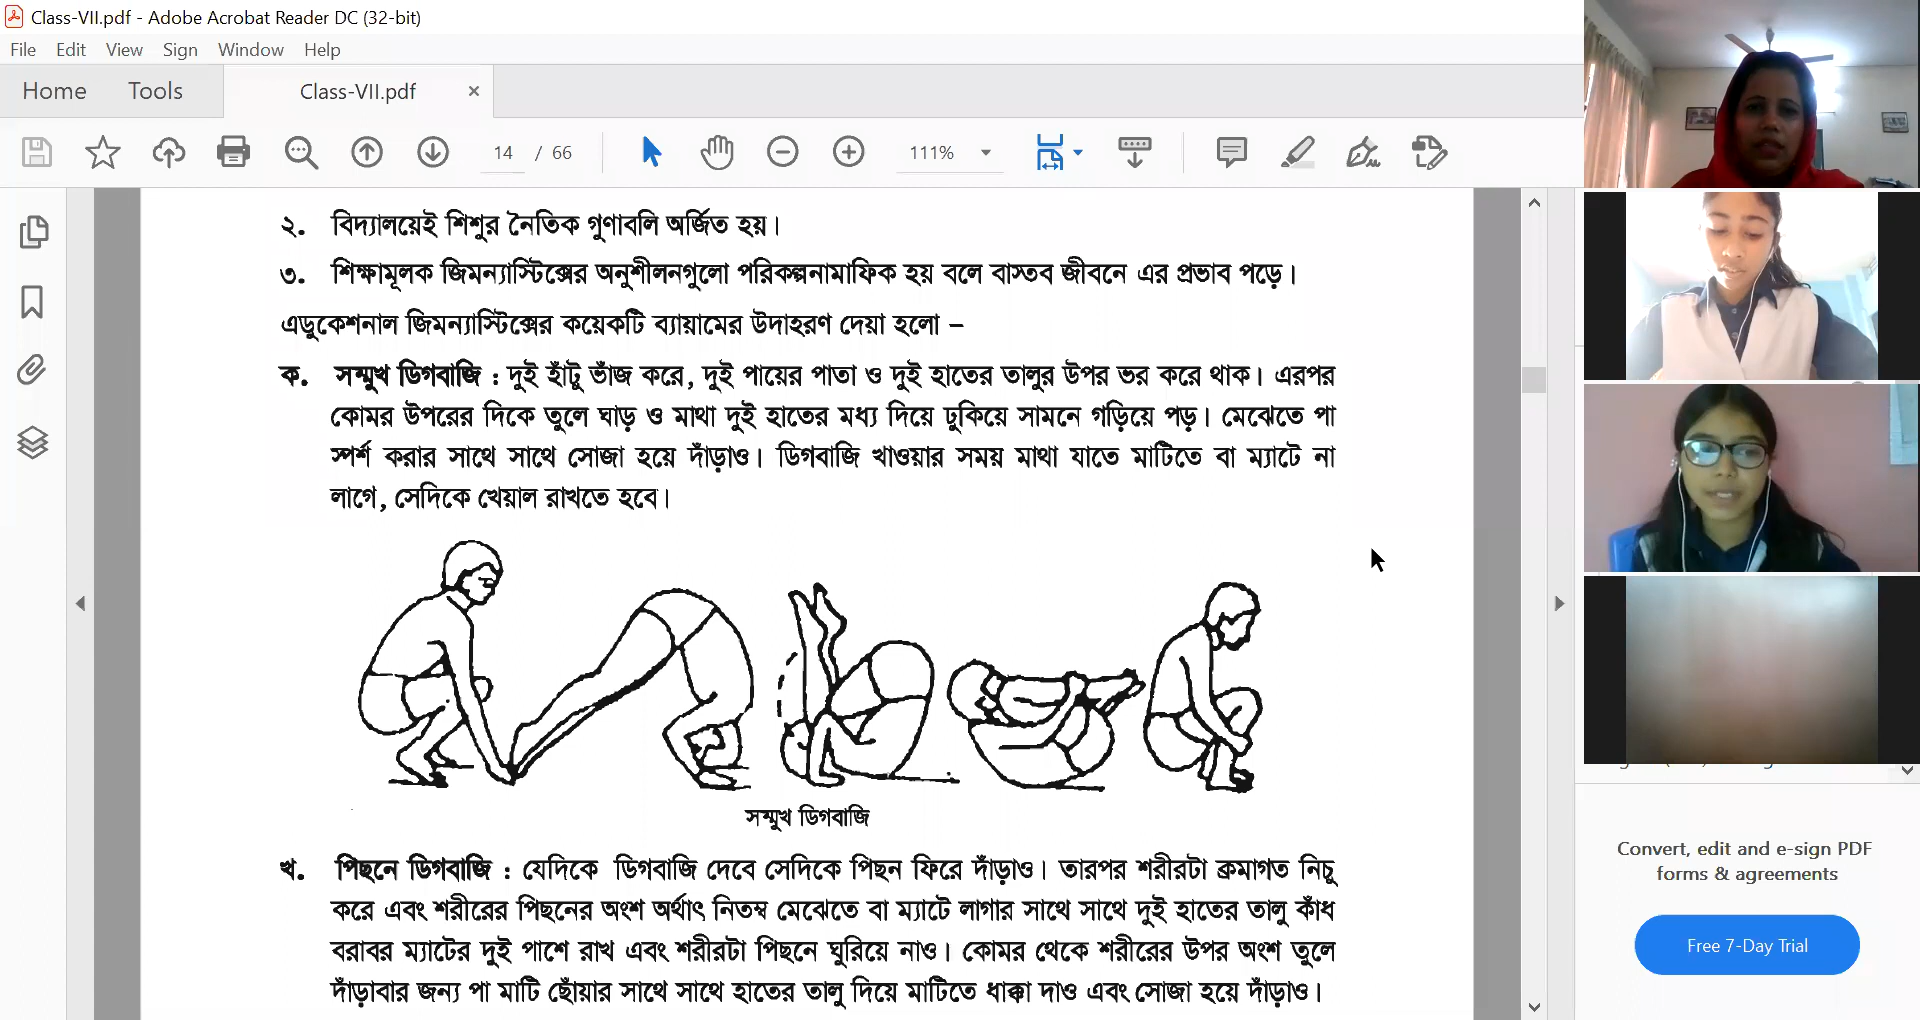 Class-VII.pdf - Adobe Acrobat Reader DC (32-bit)
File Edit View Sign Window Help
Home Tools Class-VII.pdf ×
14 / 66 111%
২. বিদ্যালয়েই শিশুর নৈতিক গুণাবলি অর্জিত হয়।
৩. শিক্ষামূলক জিমন্যাস্টিক্সের অনুশীলনগুলো পরিকল্পনামাফিক হয় বলে বাস্তব জীবনে এর প্রভাব পড়ে।
এডুকেশনাল জিমন্যাস্টিক্সের কয়েকটি ব্যায়ামের উদাহরণ দেয়া হলো –
ক. সম্মুখ ডিগবাজি : দুই হাঁটু ভাঁজ করে, দুই পায়ের পাতা ও দুই হাতের তালুর উপর ভর করে থাক। এরপর
কোমর উপরের দিকে তুলে ঘাড় ও মাথা দুই হাতের মধ্য দিয়ে ঢুকিয়ে সামনে গড়িয়ে পড়। মেঝেতে পা
স্পর্শ করার সাথে সাথে সোজা হয়ে দাঁড়াও। ডিগবাজি খাওয়ার সময় মাথা যাতে মাটিতে বা ম্যাটে না
লাগে, সেদিকে খেয়াল রাখতে হবে।
সম্মুখ ডিগবাজি
খ. পিছনে ডিগবাজি : যেদিকে ডিগবাজি দেবে সেদিকে পিছন ফিরে দাঁড়াও। তারপর শরীরটা ক্রমাগত নিচু
করে এবং শরীরের পিছনের অংশ অর্থাৎ নিতম্ব মেঝেতে বা ম্যাটে লাগার সাথে সাথে দুই হাতের তালু কাঁধ
বরাবর ম্যাটের দুই পাশে রাখ এবং শরীরটা পিছনে ঘুরিয়ে নাও। কোমর থেকে শরীরের উপর অংশ তুলে
দাঁড়াবার জন্য পা মাটি ছোঁয়ার সাথে সাথে হাতের তালু দিয়ে মাটিতে ধাক্কা দাও এবং সোজা হয়ে দাঁড়াও।
Convert, edit and e-sign PDF
forms & agreements
Free 7-Day Trial